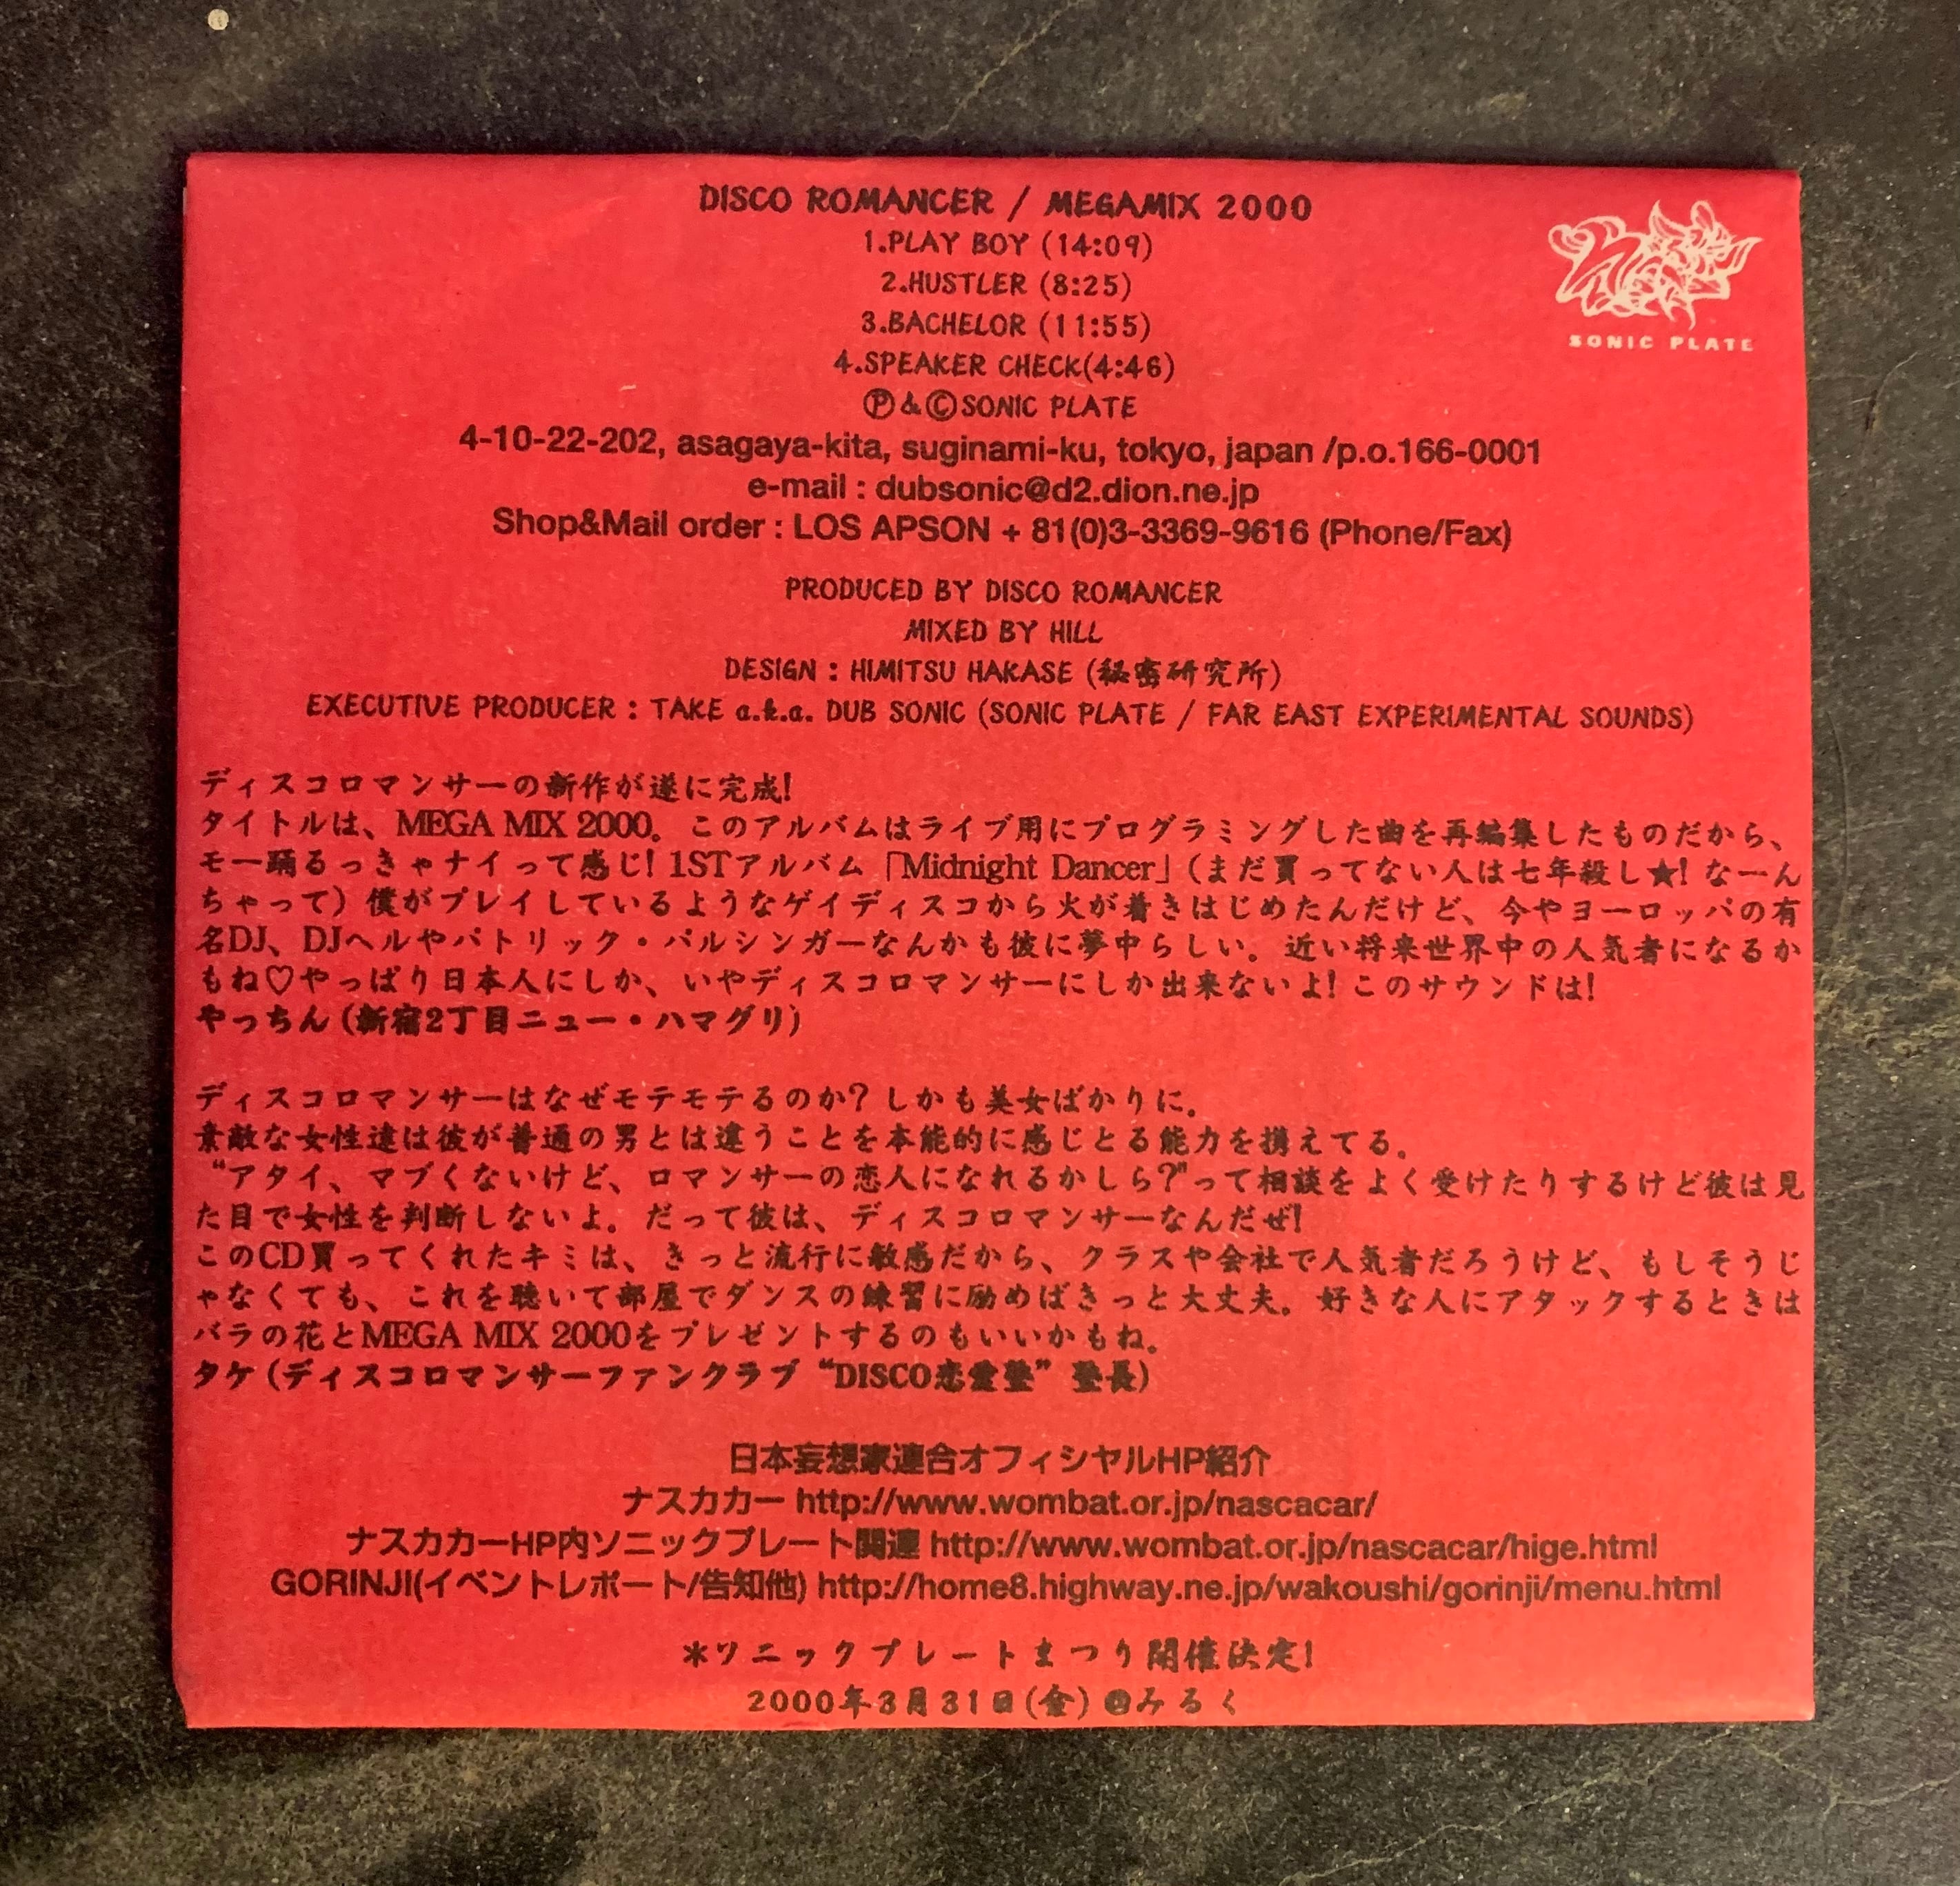 DISCO ROMANCER / MEGAMIX 2000
1.PLAY BOY (14:09)
2.HUSTLER (8:25)
3.BACHELOR (11:55)
4.SPEAKER CHECK(4:46)
Ⓟ&©SONIC PLATE
SONIC PLATE
4-10-22-202, asagaya-kita, suginami-ku, tokyo, japan /p.o.166-0001
e-mail : dubsonic@d2.dion.ne.jp
Shop&Mail order : LOS APSON + 81(0)3-3369-9616 (Phone/Fax)
PRODUCED BY DISCO ROMANCER
MIXED BY HILL
DESIGN : HIMITSU HAKASE (秘密研究所)
EXECUTIVE PRODUCER : TAKE a.k.a. DUB SONIC (SONIC PLATE / FAR EAST EXPERIMENTAL SOUNDS)
ディスコロマンサーの新作が遂に完成!
タイトルは、MEGA MIX 2000。このアルバムはライブ用にプログラミングした曲を再編集したものだから、
モー踊るっきゃナイって感じ! 1STアルバム「Midnight Dancer」(まだ買ってない人は七年殺し★! なーん
ちゃって) 僕がプレイしているようなゲイディスコから火が着きはじめたんだけど、今やヨーロッパの有
名DJ、DJヘルやパトリック・パルシンガーなんかも彼に夢中らしい。近い将来世界中の人気者になるか
もね♡やっぱり日本人にしか、いやディスコロマンサーにしか出来ないよ! このサウンドは!
やっちん (新宿2丁目ニュー・ハマグリ)
ディスコロマンサーはなぜモテモテるのか? しかも美女ばかりに。
素敵な女性達は彼が普通の男とは違うことを本能的に感じとる能力を携えてる。
“アタイ、マブくないけど、ロマンサーの恋人になれるかしら?"って相談をよく受けたりするけど彼は見
た目で女性を判断しないよ。だって彼は、ディスコロマンサーなんだぜ!
このCD買ってくれたキミは、きっと流行に敏感だから、クラスや会社で人気者だろうけど、もしそうじ
ゃなくても、これを聴いて部屋でダンスの練習に励めばきっと大丈夫。好きな人にアタックするときは
バラの花とMEGA MIX 2000をプレゼントするのもいいかもね。
タケ (ディスコロマンサーファンクラブ “DISCO恋愛塾” 塾長)
日本妄想家連合オフィシャルHP紹介
ナスカカー http://www.wombat.or.jp/nascacar/
ナスカカーHP内ソニックプレート関連 http://www.wombat.or.jp/nascacar/hige.html
GORINJI(イベントレポート/告知他) http://home8.highway.ne.jp/wakoushi/gorinji/menu.html
*ソニックプレートまつり開催決定!
2000年3月31日(金) @みるく